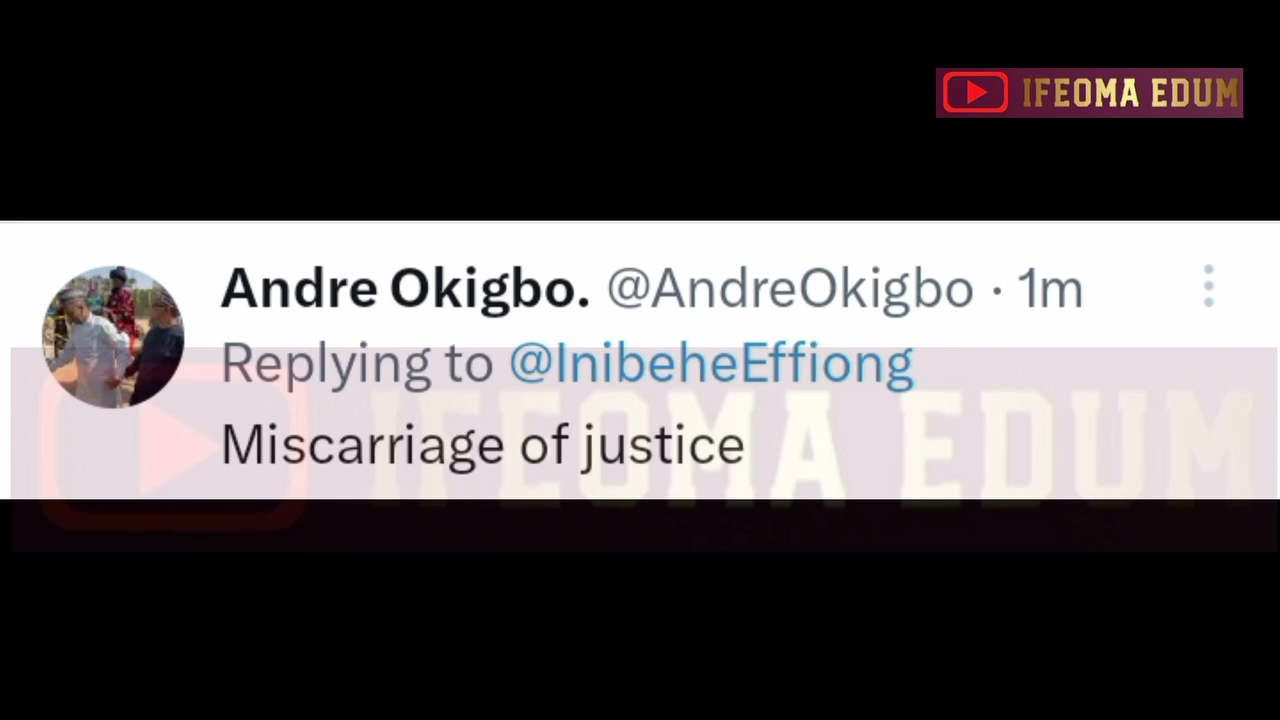 IFEOMA EDUM
Andre Okigbo. @AndreOkigbo · 1m
Replying to @InibeheEffiong
Miscarriage of justice
IFEOMA EDUM